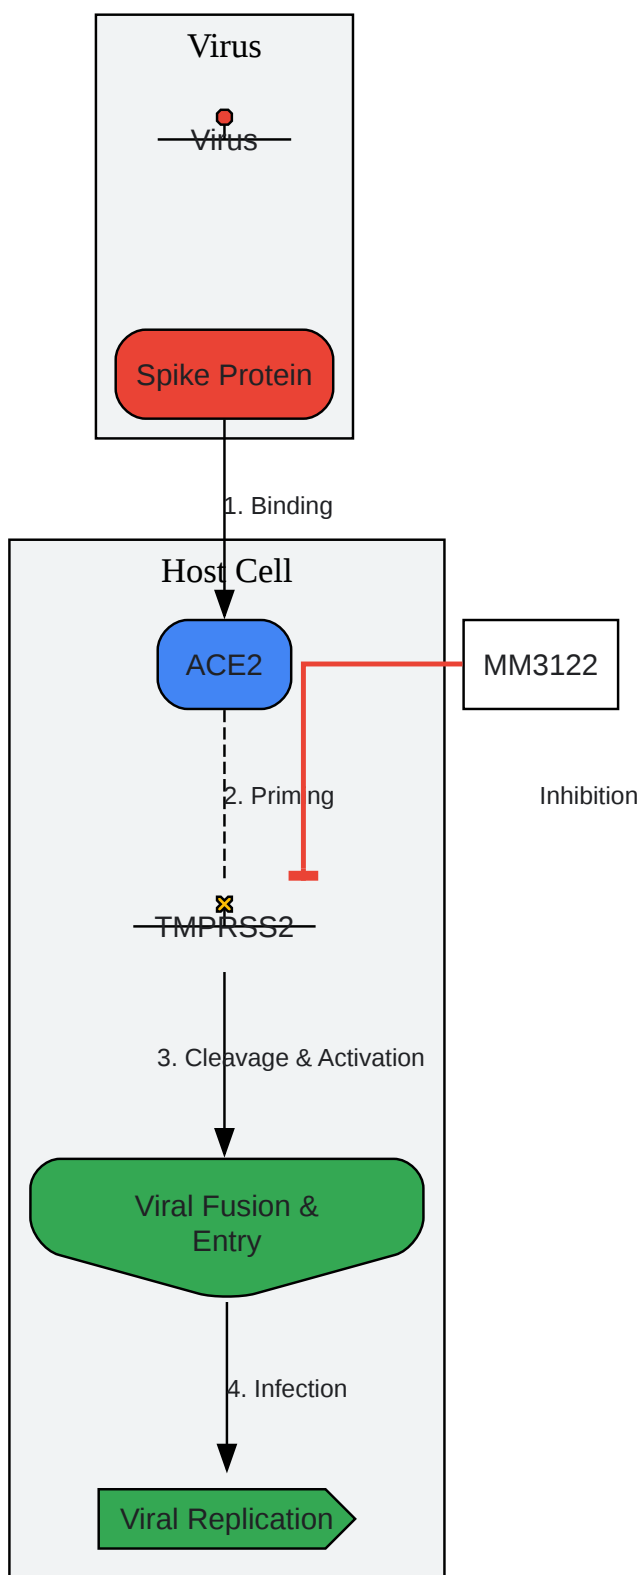 Virus
Virus
Spike Protein
1. Binding
Host Cell
ACE2
MM3122
2. Priming
Inhibition
TMPRSS2
3. Cleavage & Activation
Viral Fusion &
Entry
4. Infection
Viral Replication